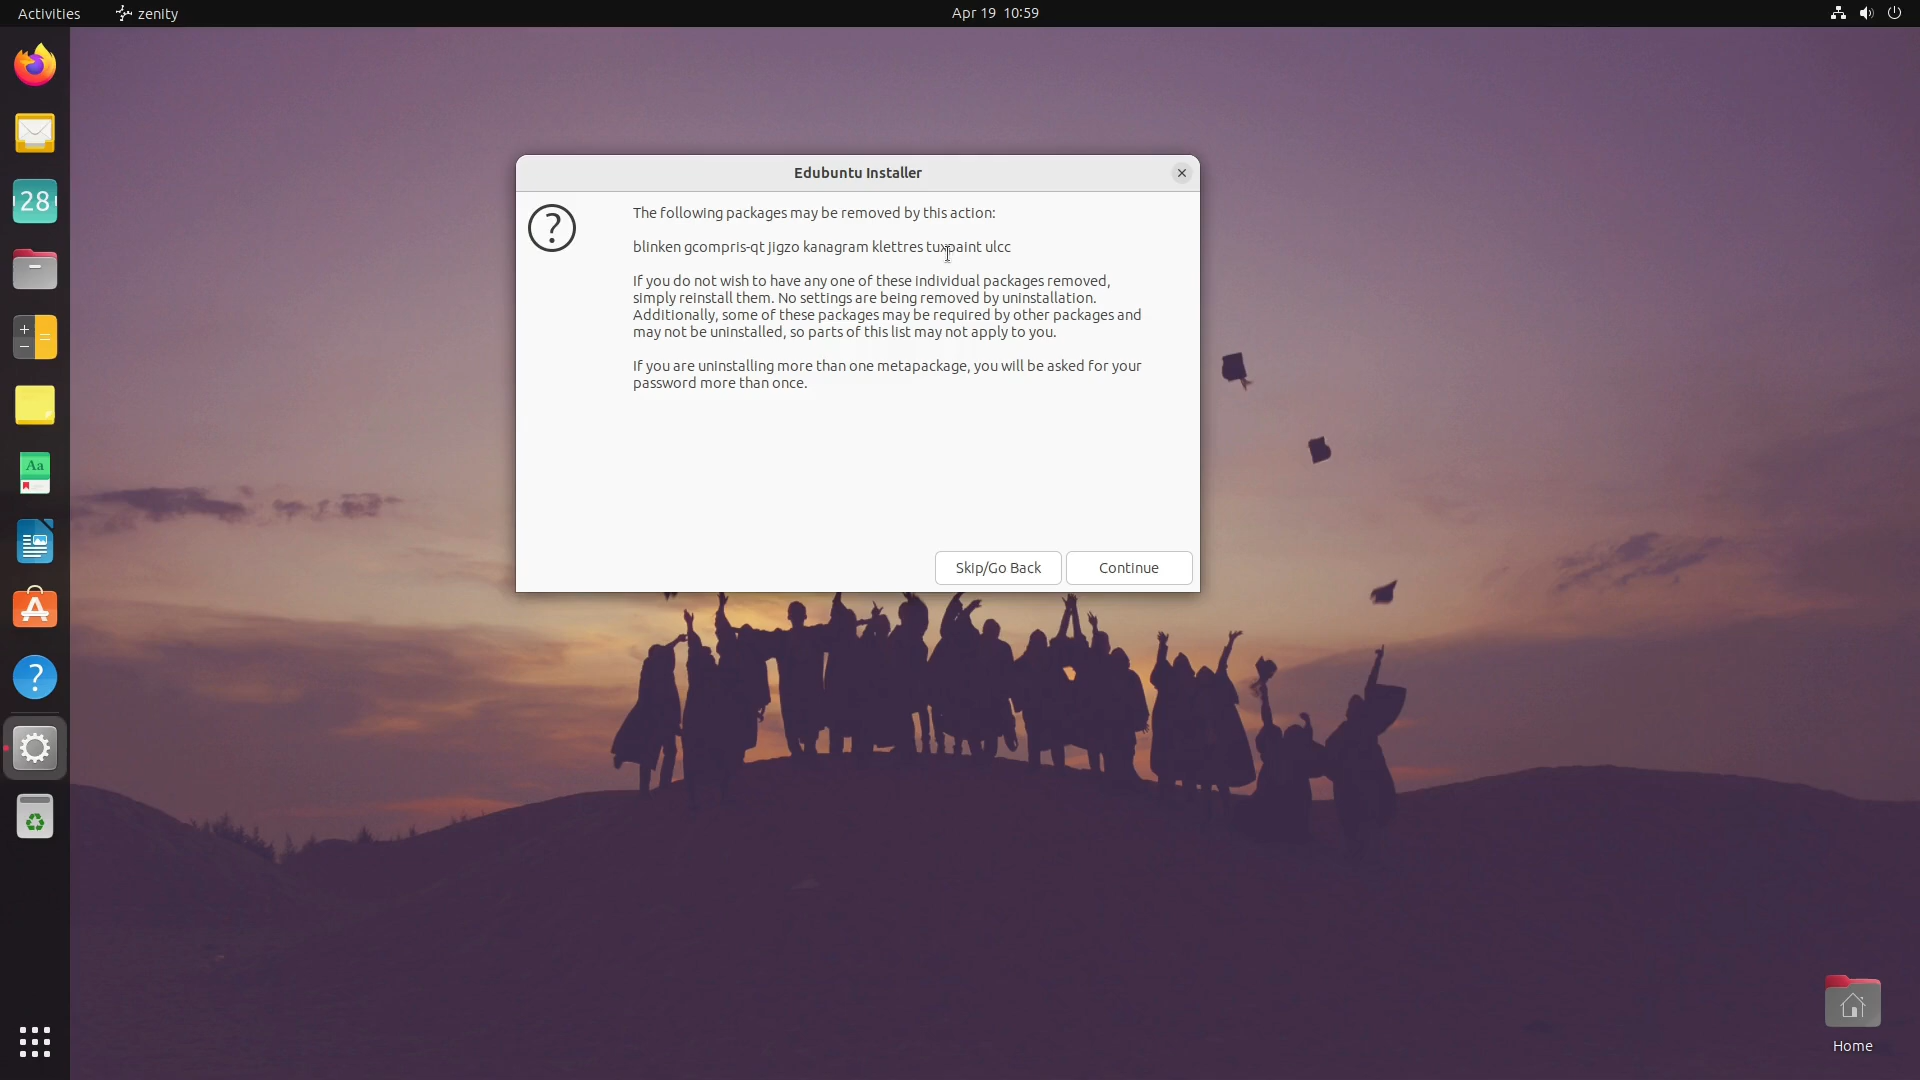 Activities
zenity
Apr 19 10:59
28
Aa
Edubuntu Installer
The following packages may be removed by this action:
blinken gcompris-qt jigzo kanagram klettres tuxpaint ulcc
If you do not wish to have any one of these individual packages removed,
simply reinstall them. No settings are being removed by uninstallation.
Additionally, some of these packages may be required by other packages and
may not be uninstalled, so parts of this list may not apply to you.
If you are uninstalling more than one metapackage, you will be asked for your
password more than once.
Skip/Go Back
Continue
Home